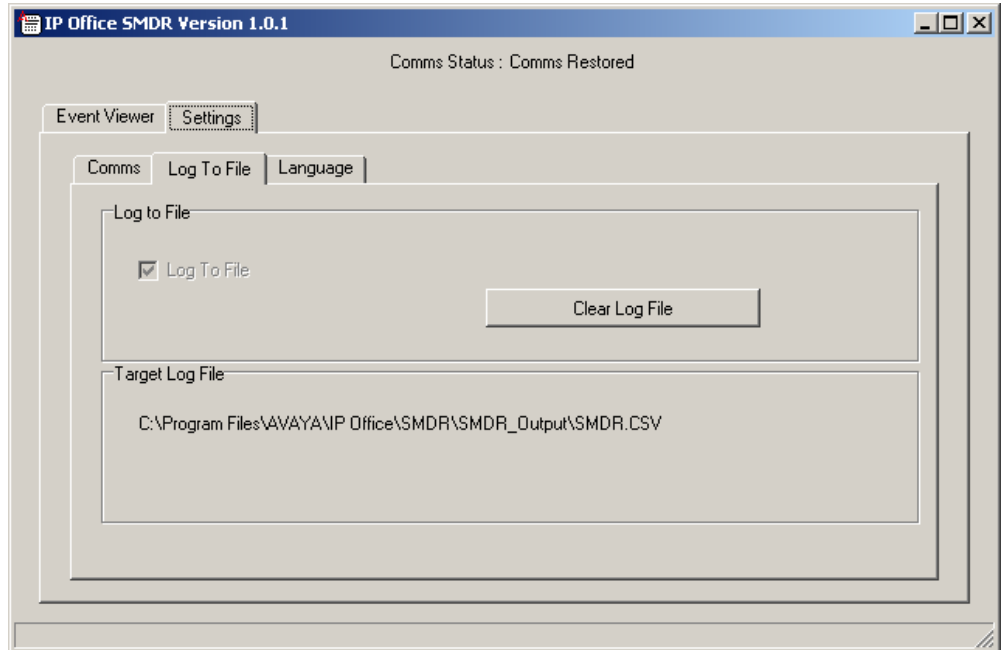 IP Office SMDR Version 1.0.1
Comms Status : Comms Restored
Event Viewer Settings
Comms Log To File Language
Log to File
Log To File
Clear Log File
Target Log File
C:\Program Files\AVAYA\IP Office\SMDR\SMDR_Output\SMDR.CSV